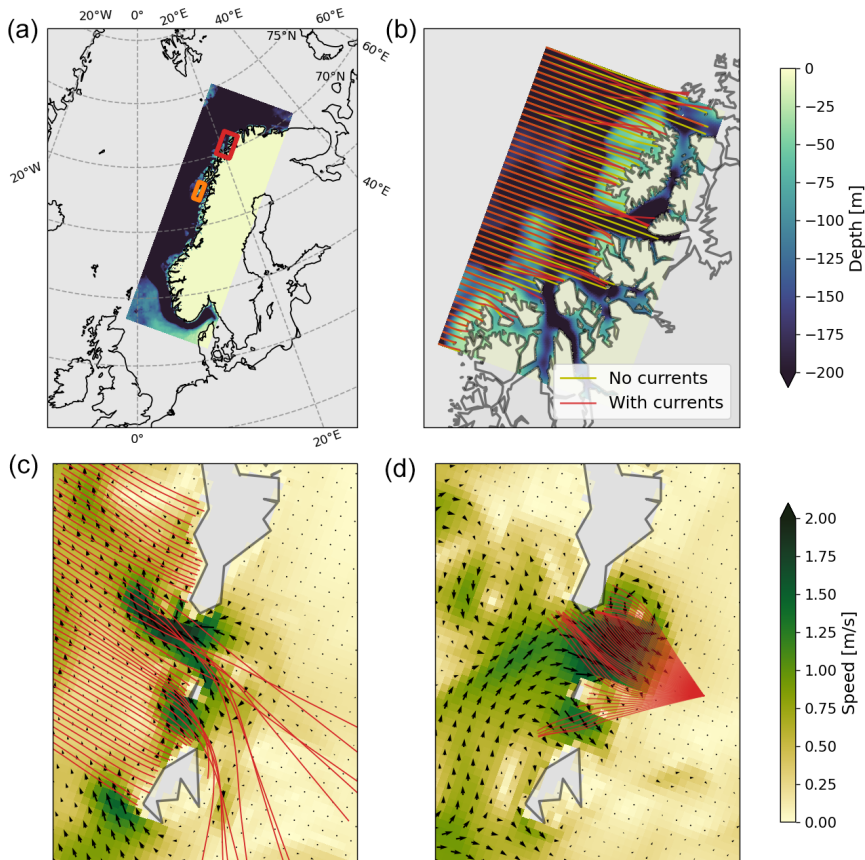 20°W 0° 20°E 40°E
(a)
75°N
60°E
70°N
20°W
40°E
0°
20°E
(b)
No currents
With currents
0
−25
−50
−75
−100
−125
−150
−175
−200
Depth [m]
(c)
(d)
2.00
1.75
1.50
1.25
1.00
0.75
0.50
0.25
0.00
Speed [m/s]